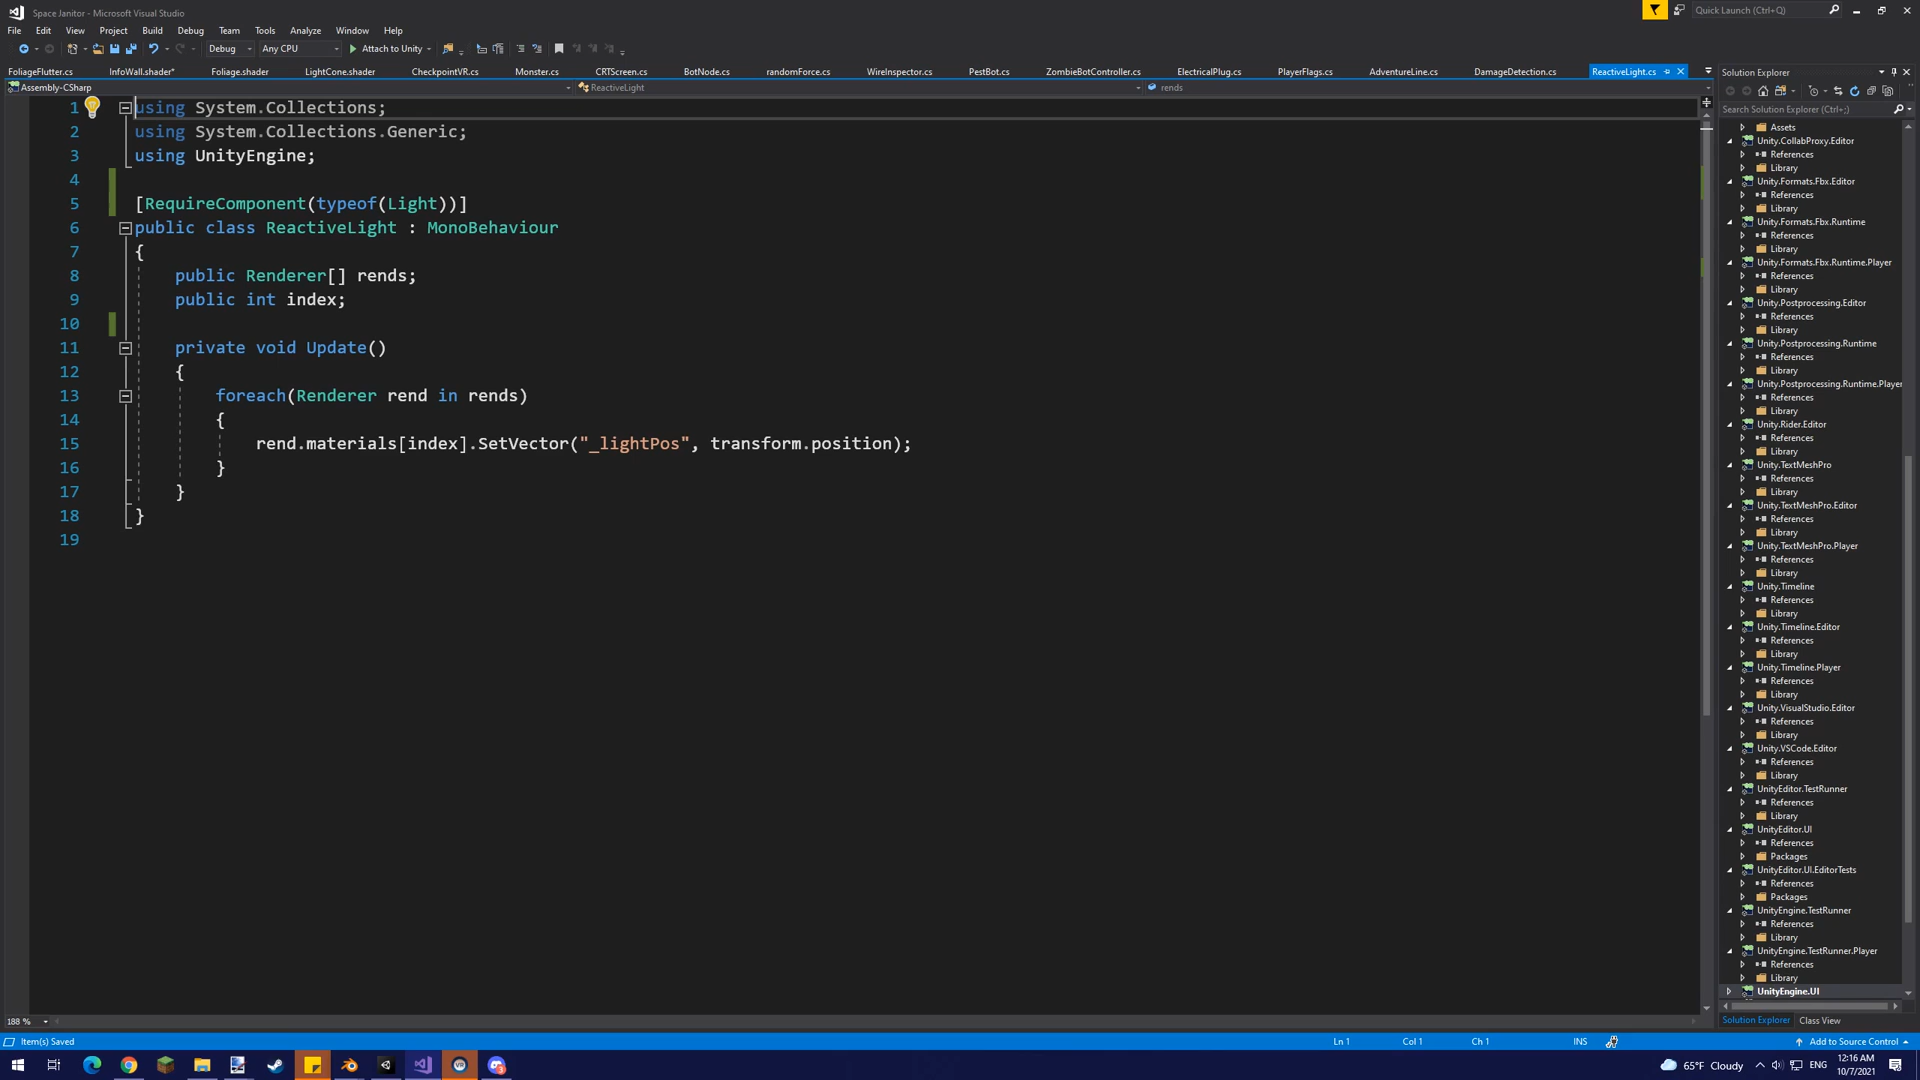 Space Janitor - Microsoft Visual Studio
Quick Launch (Ctrl+Q)
File Edit View Project Build Debug Team Tools Analyze Window Help
Debug Any CPU Attach to Unity
FoliageFlutter.cs InfoWall.shader* Foliage.shader LightCone.shader CheckpointVR.cs Monster.cs CRTScreen.cs BotNode.cs randomForce.cs WireInspector.cs PestBot.cs ZombieBotController.cs ElectricalPlug.cs PlayerFlags.cs AdventureLine.cs DamageDetection.cs ReactiveLight.cs
Assembly-CSharp ReactiveLight rends
1 using System.Collections;
2 using System.Collections.Generic;
3 using UnityEngine;
4
5 [RequireComponent(typeof(Light))]
6 public class ReactiveLight : MonoBehaviour
7 {
8 public Renderer[] rends;
9 public int index;
10
11 private void Update()
12 {
13 foreach(Renderer rend in rends)
14 {
15 rend.materials[index].SetVector("_lightPos", transform.position);
16 }
17 }
18 }
19
Solution Explorer
Search Solution Explorer (Ctrl+;)
Assets
Unity.CollabProxy.Editor
References
Library
Unity.Formats.Fbx.Editor
References
Library
Unity.Formats.Fbx.Runtime
References
Library
Unity.Formats.Fbx.Runtime.Player
References
Library
Unity.Postprocessing.Editor
References
Library
Unity.Postprocessing.Runtime
References
Library
Unity.Postprocessing.Runtime.Player
References
Library
Unity.Rider.Editor
References
Library
Unity.TextMeshPro
References
Library
Unity.TextMeshPro.Editor
References
Library
Unity.TextMeshPro.Player
References
Library
Unity.Timeline
References
Library
Unity.Timeline.Editor
References
Library
Unity.Timeline.Player
References
Library
Unity.VisualStudio.Editor
References
Library
Unity.VSCode.Editor
References
Library
UnityEditor.TestRunner
References
Library
UnityEditor.UI
References
Packages
UnityEditor.UI.EditorTests
References
Packages
UnityEngine.TestRunner
References
Library
UnityEngine.TestRunner.Player
References
Library
UnityEngine.UI
Solution Explorer Class View
188 %
Item(s) Saved Ln 1 Col 1 Ch 1 INS Add to Source Control
65°F Cloudy ENG 12:16 AM
10/7/2021